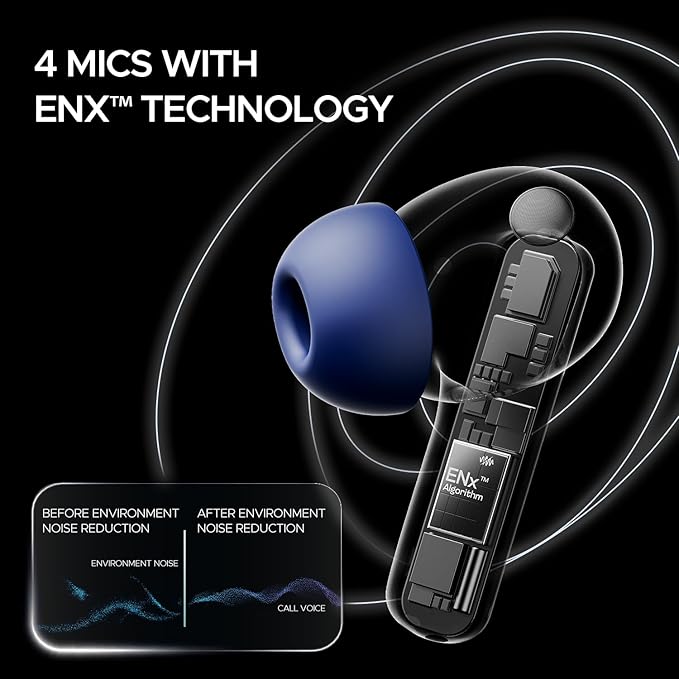 4 MICS WITH
ENX™ TECHNOLOGY
ENx™
Algorithm
BEFORE ENVIRONMENT
NOISE REDUCTION
ENVIRONMENT NOISE
AFTER ENVIRONMENT
NOISE REDUCTION
CALL VOICE